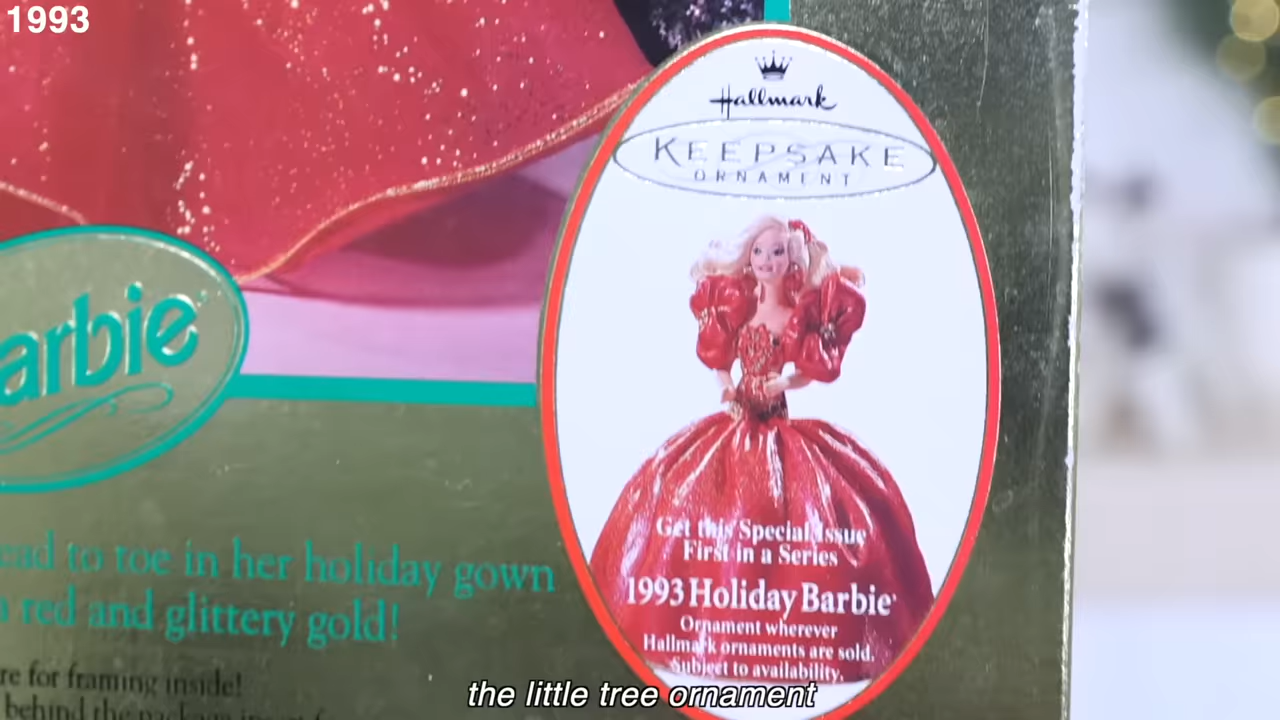 1993
Hallmark
KEEPSAKE
ORNAMENT
arbie
ead to toe in her holiday gown
red and glittery gold!
re for framing inside!
behind the package insert
Get this Special Issue
First in a Series
1993 Holiday Barbie
Ornament wherever
Hallmark ornaments are sold.
Subject to availability.
the little tree ornament